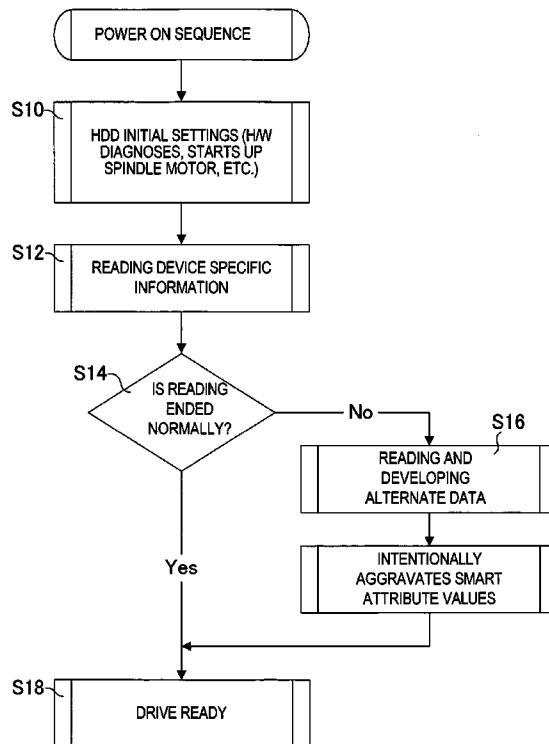 POWER ON SEQUENCE
S10
HDD INITIAL SETTINGS (H/W
DIAGNOSES, STARTS UP
SPINDLE MOTOR, ETC.)
S12
READING DEVICE SPECIFIC
INFORMATION
S14
IS READING
ENDED
NORMALLY?
No
S16
READING AND
DEVELOPING
ALTERNATE DATA
Yes
INTENTIONALLY
AGGRAVATES SMART
ATTRIBUTE VALUES
S18
DRIVE READY